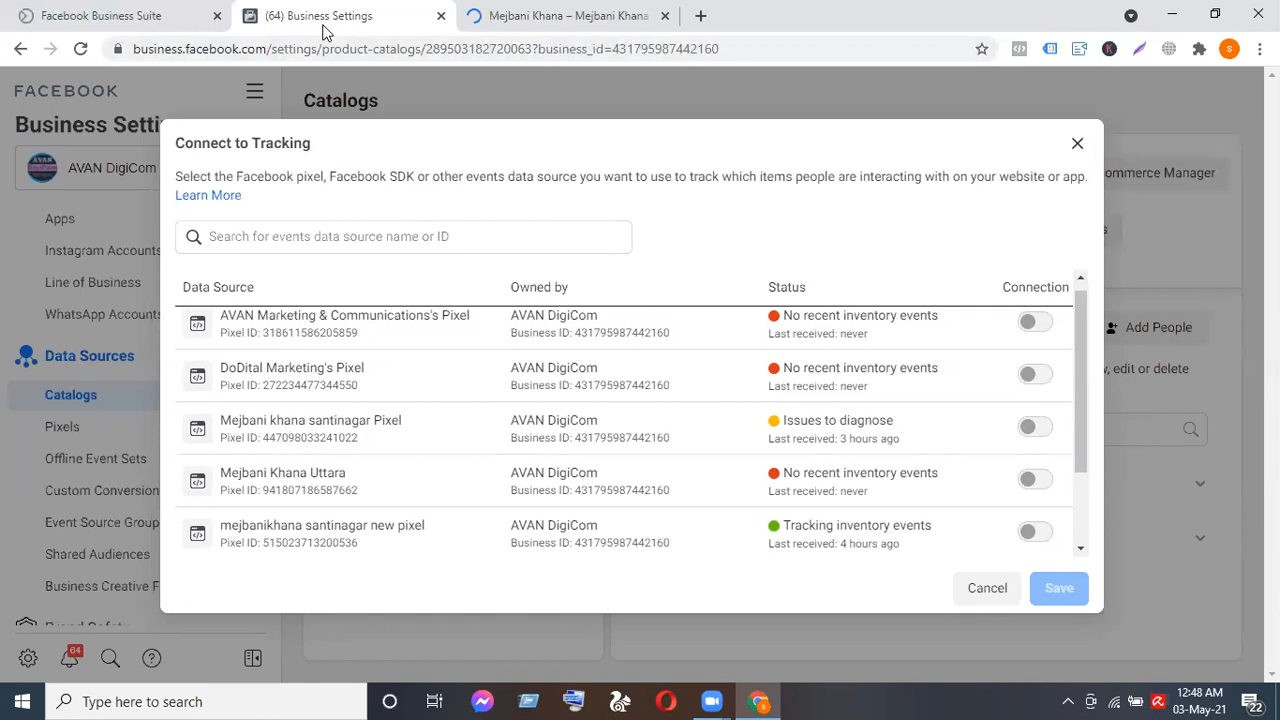 Facebook Business Suite
(64) Business Settings
Mejbani Khana – Mejbani Khana
business.facebook.com/settings/product-catalogs/289503182720063?business_id=431795987442160
FACEBOOK
Business Setti
AVAN DigiCom
Apps
Instagram Accounts
Line of Business
WhatsApp Accounts
Data Sources
Catalogs
Pixels
Offline Event Sets
Custom Conversion
Event Source Group
Shared Audiences
Business Creative F
Brand Safety
64
Catalogs
ommerce Manager
s
Add People
view, edit or delete
Connect to Tracking
Select the Facebook pixel, Facebook SDK or other events data source you want to use to track which items people are interacting with on your website or app.
Learn More
Search for events data source name or ID
Data Source Owned by Status Connection
AVAN Marketing & Communications's Pixel AVAN DigiCom No recent inventory events
Pixel ID: 318611586205859 Business ID: 431795987442160 Last received: never
DoDital Marketing's Pixel AVAN DigiCom No recent inventory events
Pixel ID: 272234477344550 Business ID: 431795987442160 Last received: never
Mejbani khana santinagar Pixel AVAN DigiCom Issues to diagnose
Pixel ID: 447098033241022 Business ID: 431795987442160 Last received: 3 hours ago
Mejbani Khana Uttara AVAN DigiCom No recent inventory events
Pixel ID: 941807186587662 Business ID: 431795987442160 Last received: never
mejbanikhana santinagar new pixel AVAN DigiCom Tracking inventory events
Pixel ID: 515023713200536 Business ID: 431795987442160 Last received: 4 hours ago
Cancel Save
Type here to search
12:48 AM
03-May-21
22